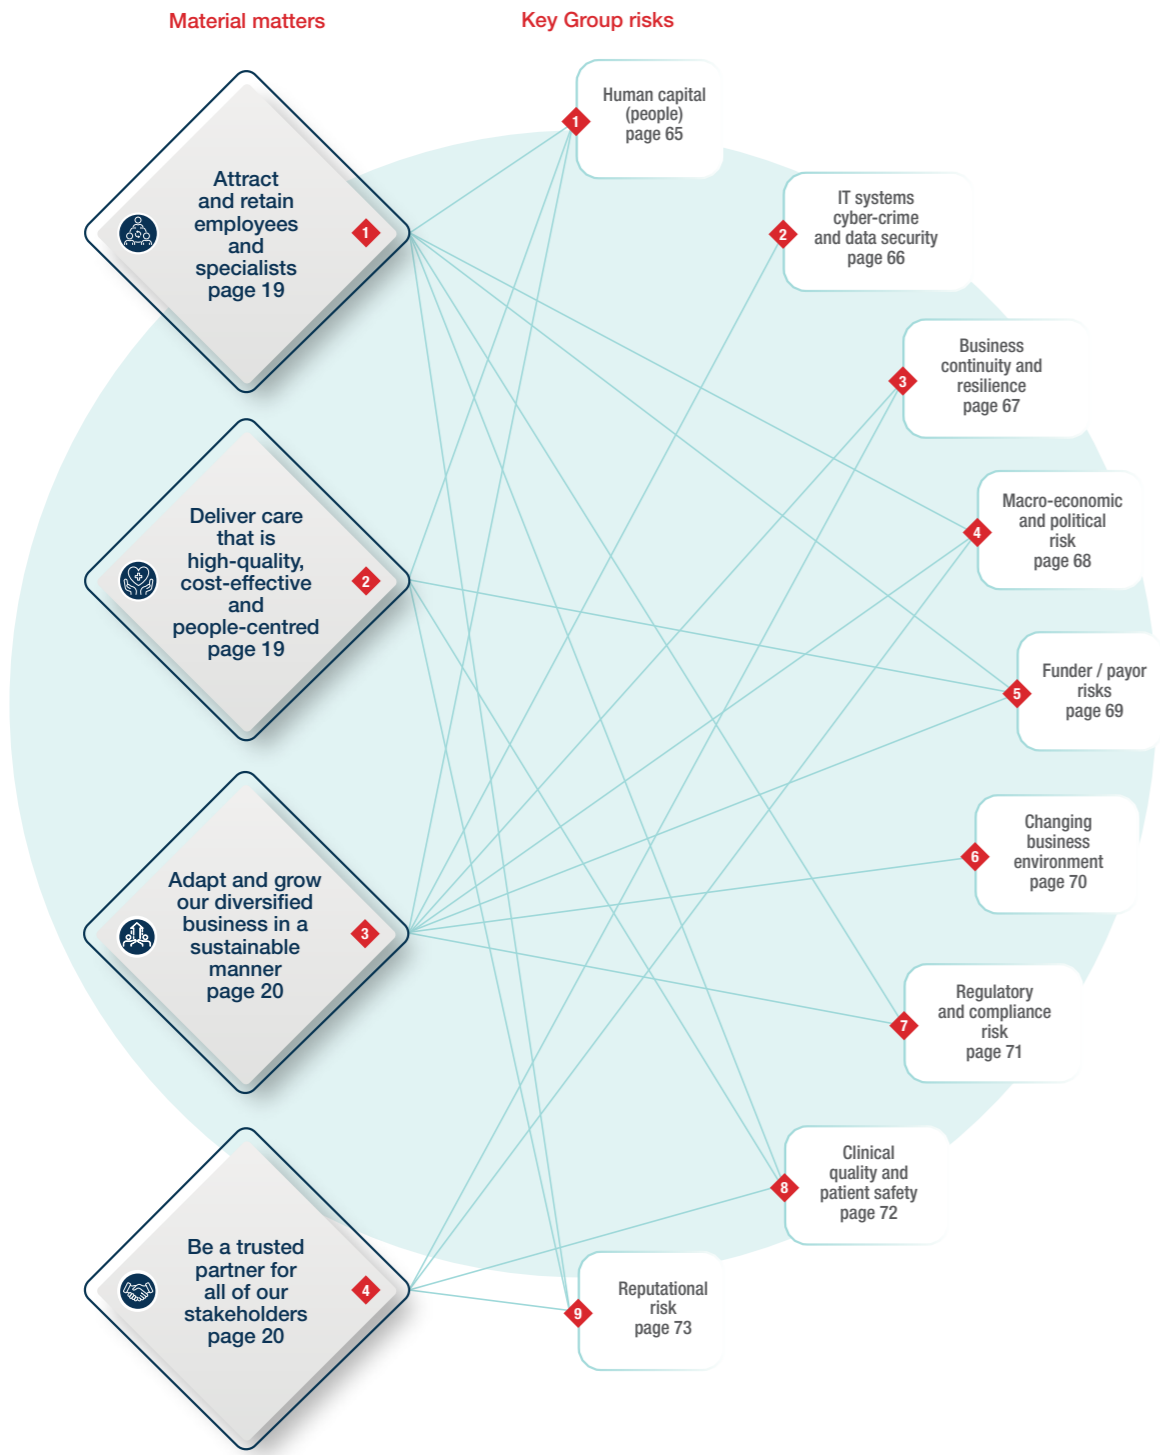 Material matters
Key Group risks
Attract
and retain
employees
and
specialists
page 19
1
Deliver care
that is
high-quality,
cost-effective
and
people-centred
page 19
2
Adapt and grow
our diversified
business in a
sustainable
manner
page 20
3
Be a trusted
partner for
all of our
stakeholders
page 20
4
1
Human capital
(people)
page 65
2
IT systems
cyber-crime
and data security
page 66
3
Business
continuity and
resilience
page 67
4
Macro-economic
and political
risk
page 68
5
Funder / payor
risks
page 69
6
Changing
business
environment
page 70
7
Regulatory
and compliance
risk
page 71
8
Clinical
quality and
patient safety
page 72
9
Reputational
risk
page 73